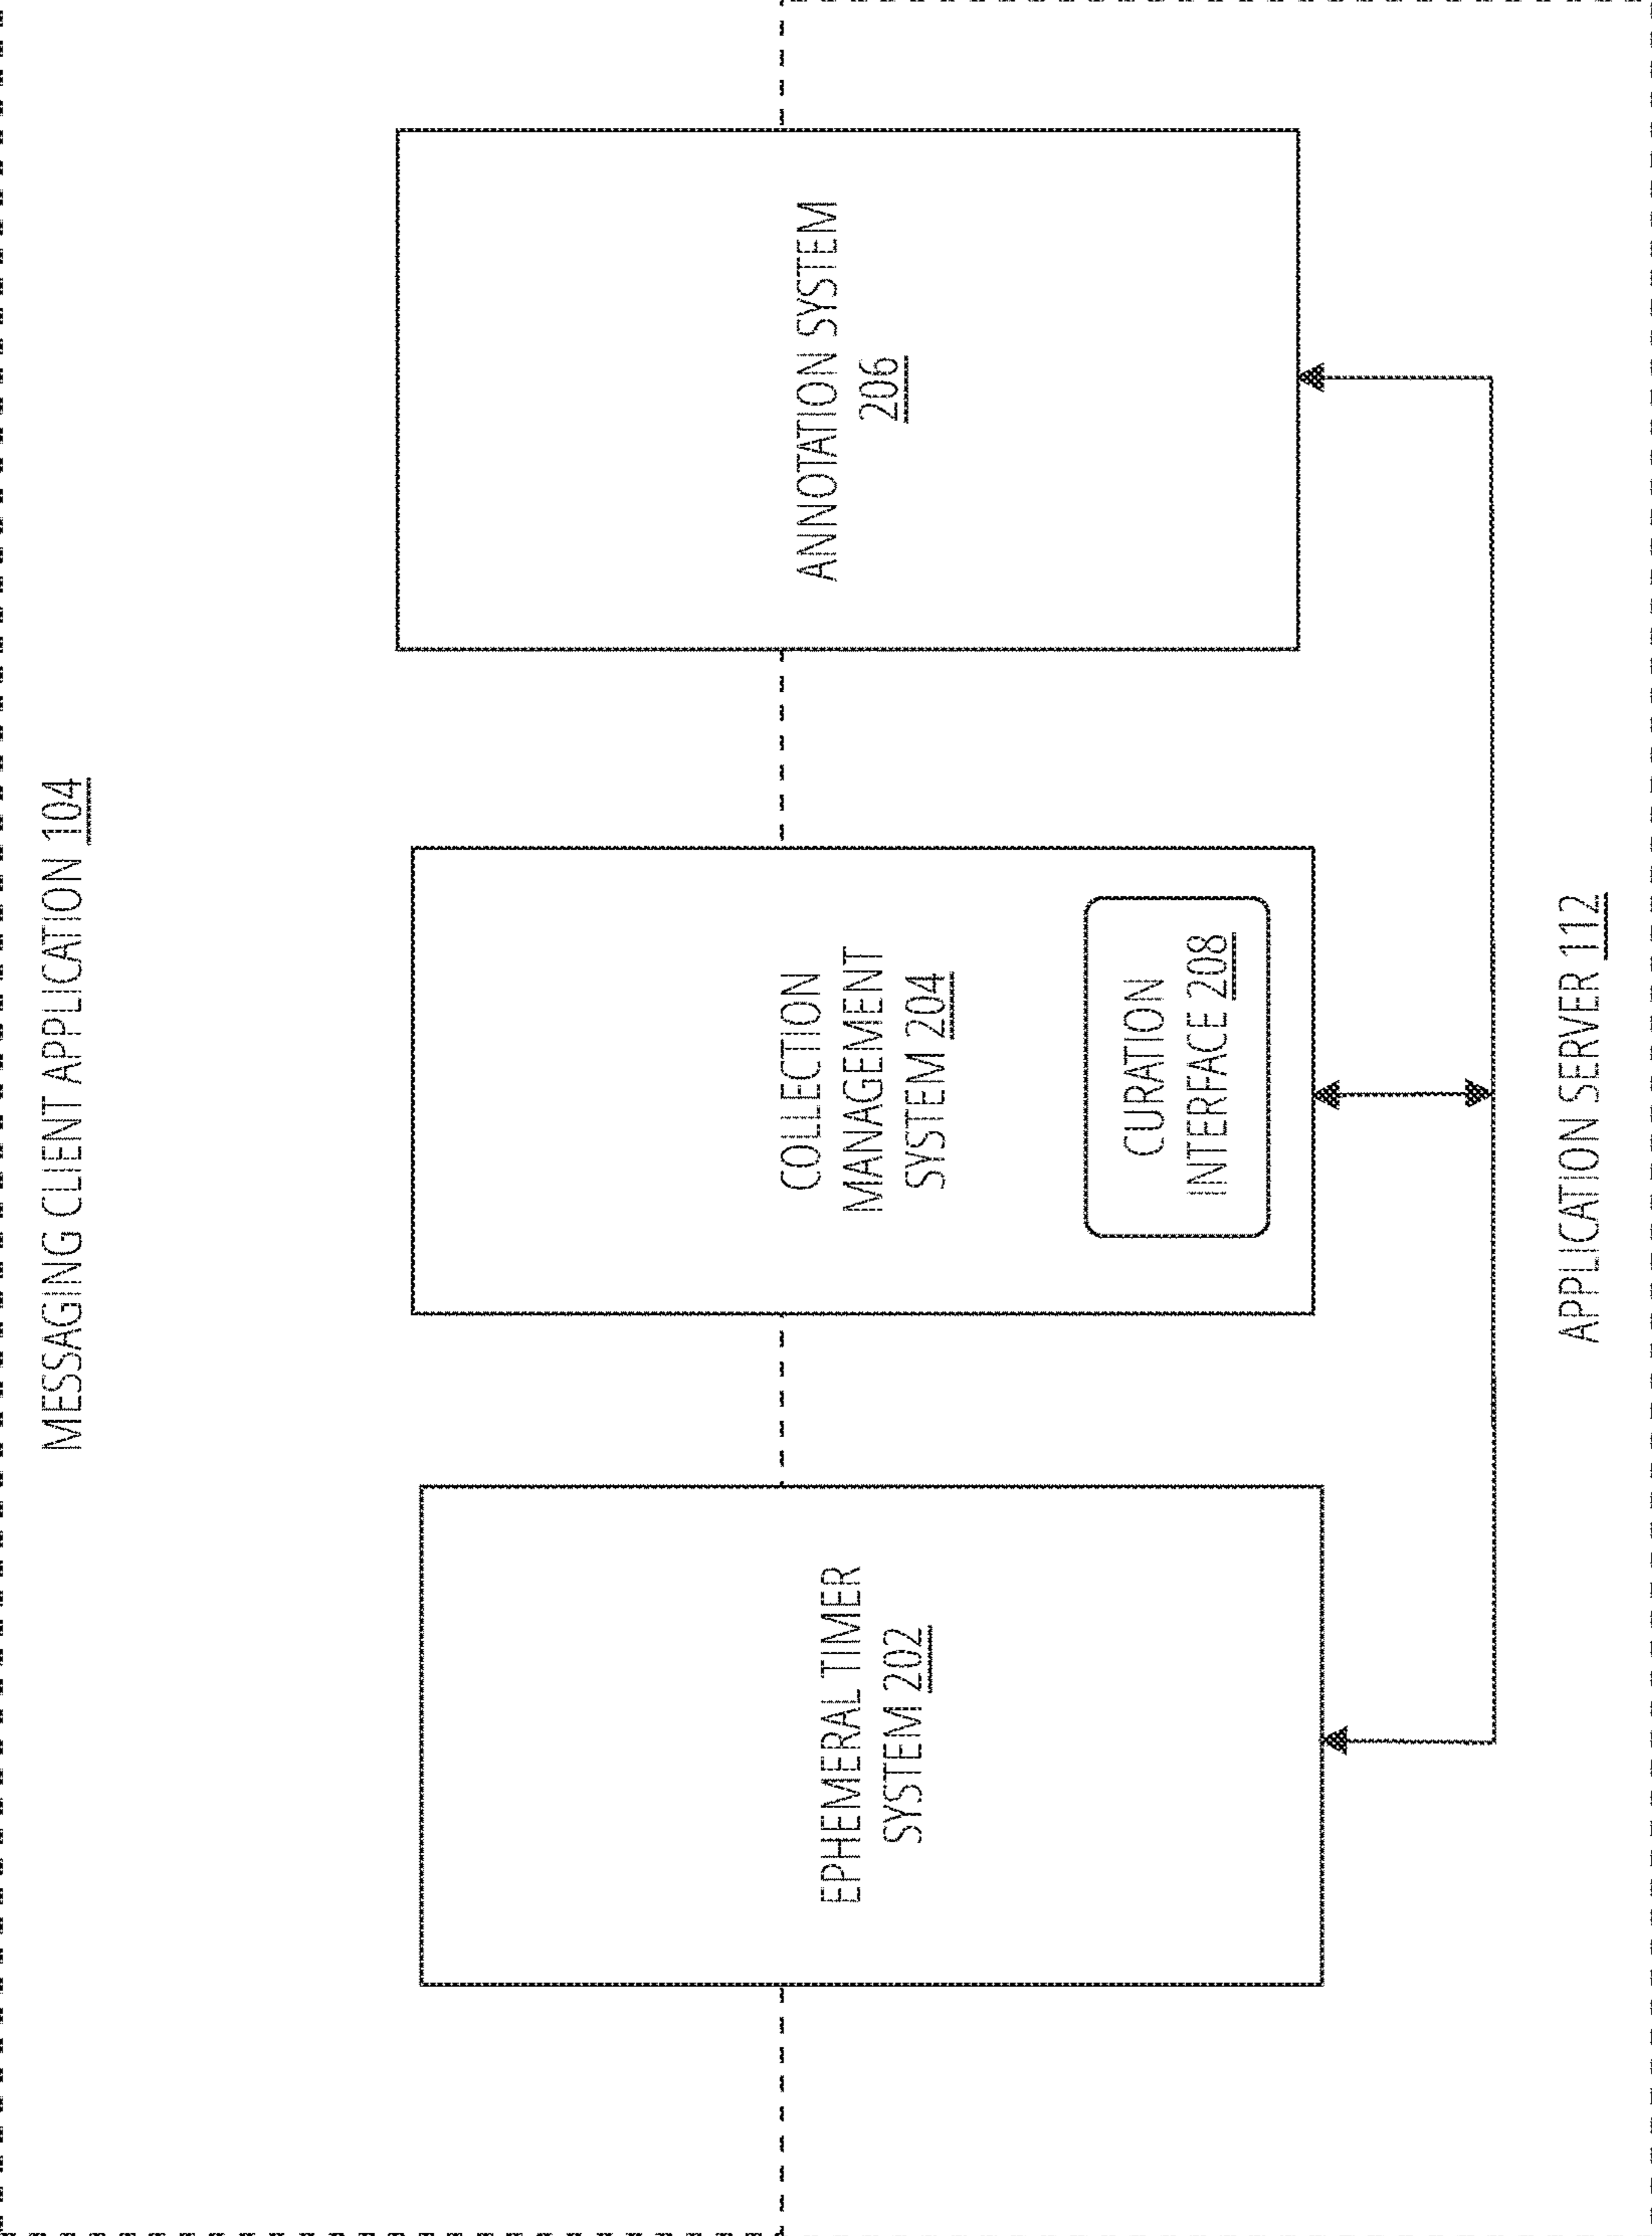 MESSAGING CLIENT APPLICATION 104
EPHEMERAL TIMER
SYSTEM 202
COLLECTION
MANAGEMENT
SYSTEM 204
CURATION
INTERFACE 208
ANNOTATION SYSTEM
206
APPLICATION SERVER 112